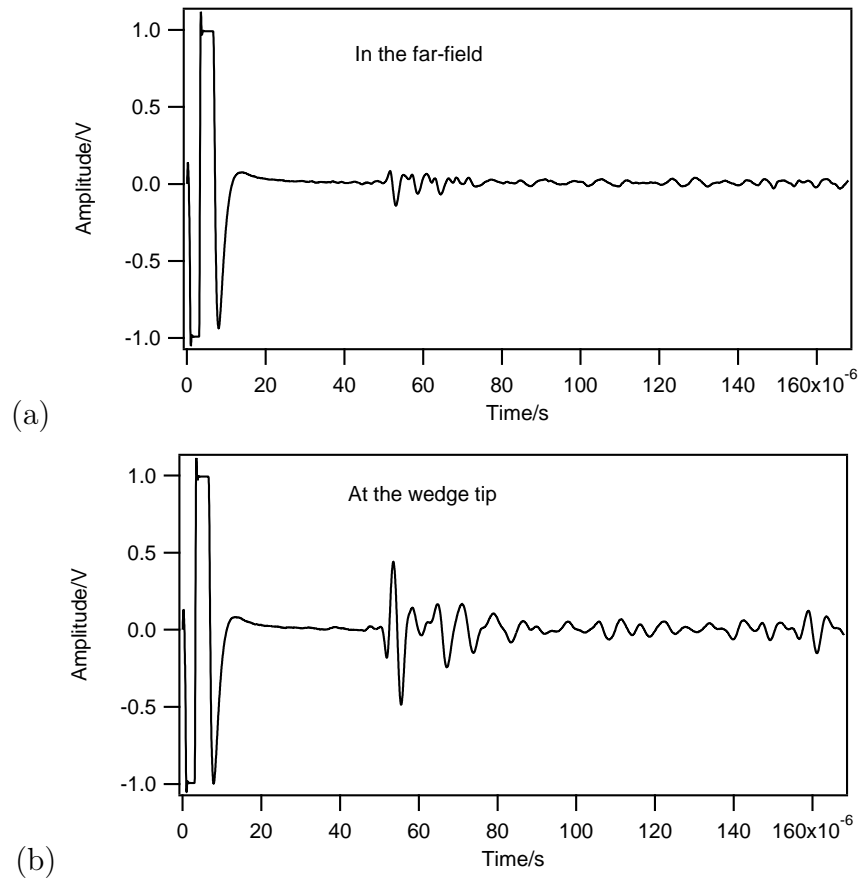 1.0
0.5
0.0
-0.5
-1.0
Amplitude/V
In the far-field
0 20 40 60 80 100 120 140 160x10-6
Time/s
(a)
1.0
0.5
0.0
-0.5
-1.0
Amplitude/V
At the wedge tip
0 20 40 60 80 100 120 140 160x10-6
Time/s
(b)